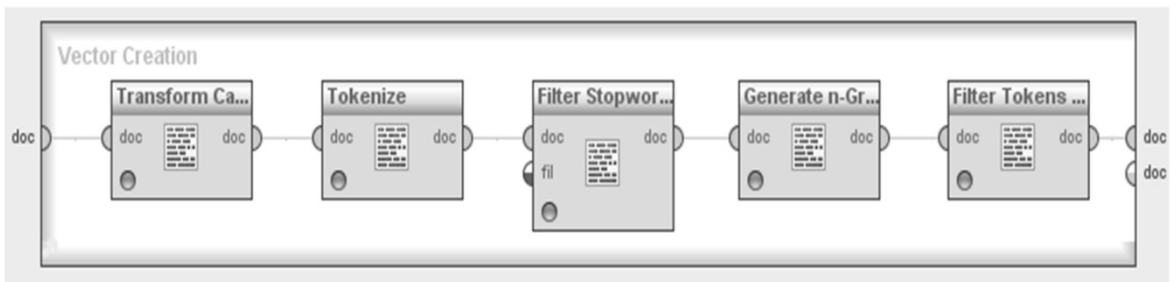 Vector Creation
Transform Ca... Tokenize Filter Stopwor... Generate n-Gr... Filter Tokens ...
doc doc doc doc doc doc doc doc doc doc doc doc
fil doc